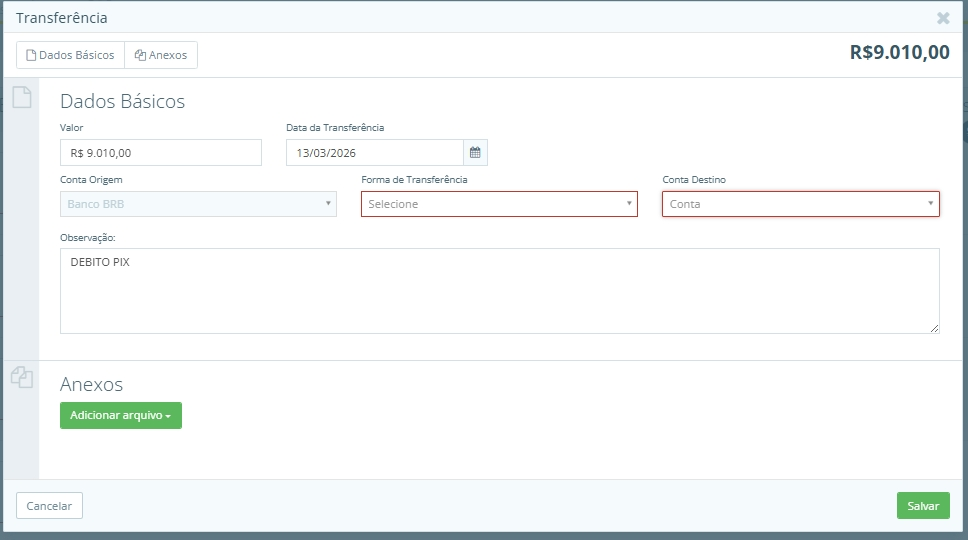 Transferência
Dados Básicos
Anexos
R$9.010,00
Dados Básicos
Valor
Data da Transferência
R$ 9.010,00
13/03/2026
Conta Origem
Forma de Transferência
Conta Destino
Banco BRB
Selecione
Conta
Observação:
DEBITO PIX
Anexos
Adicionar arquivo
Cancelar
Salvar